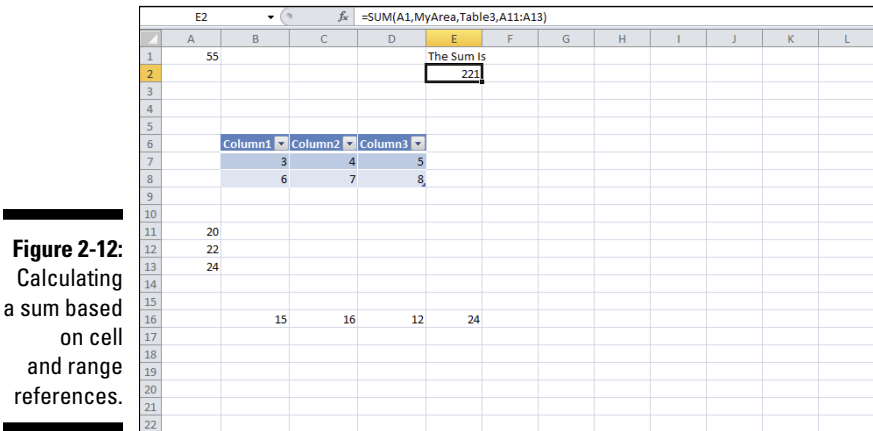 E2 fx =SUM(A1,MyArea,Table3,A11:A13)
A B C D E F G H I J K L
1 55 The Sum Is
2 221
3
4
5
6 Column1 Column2 Column3
7 3 4 5
8 6 7 8
9
10
11 20
12 22
13 24
14
15
16 15 16 12 24
17
18
19
20
21
22
Figure 2-12:
Calculating
a sum based
on cell
and range
references.